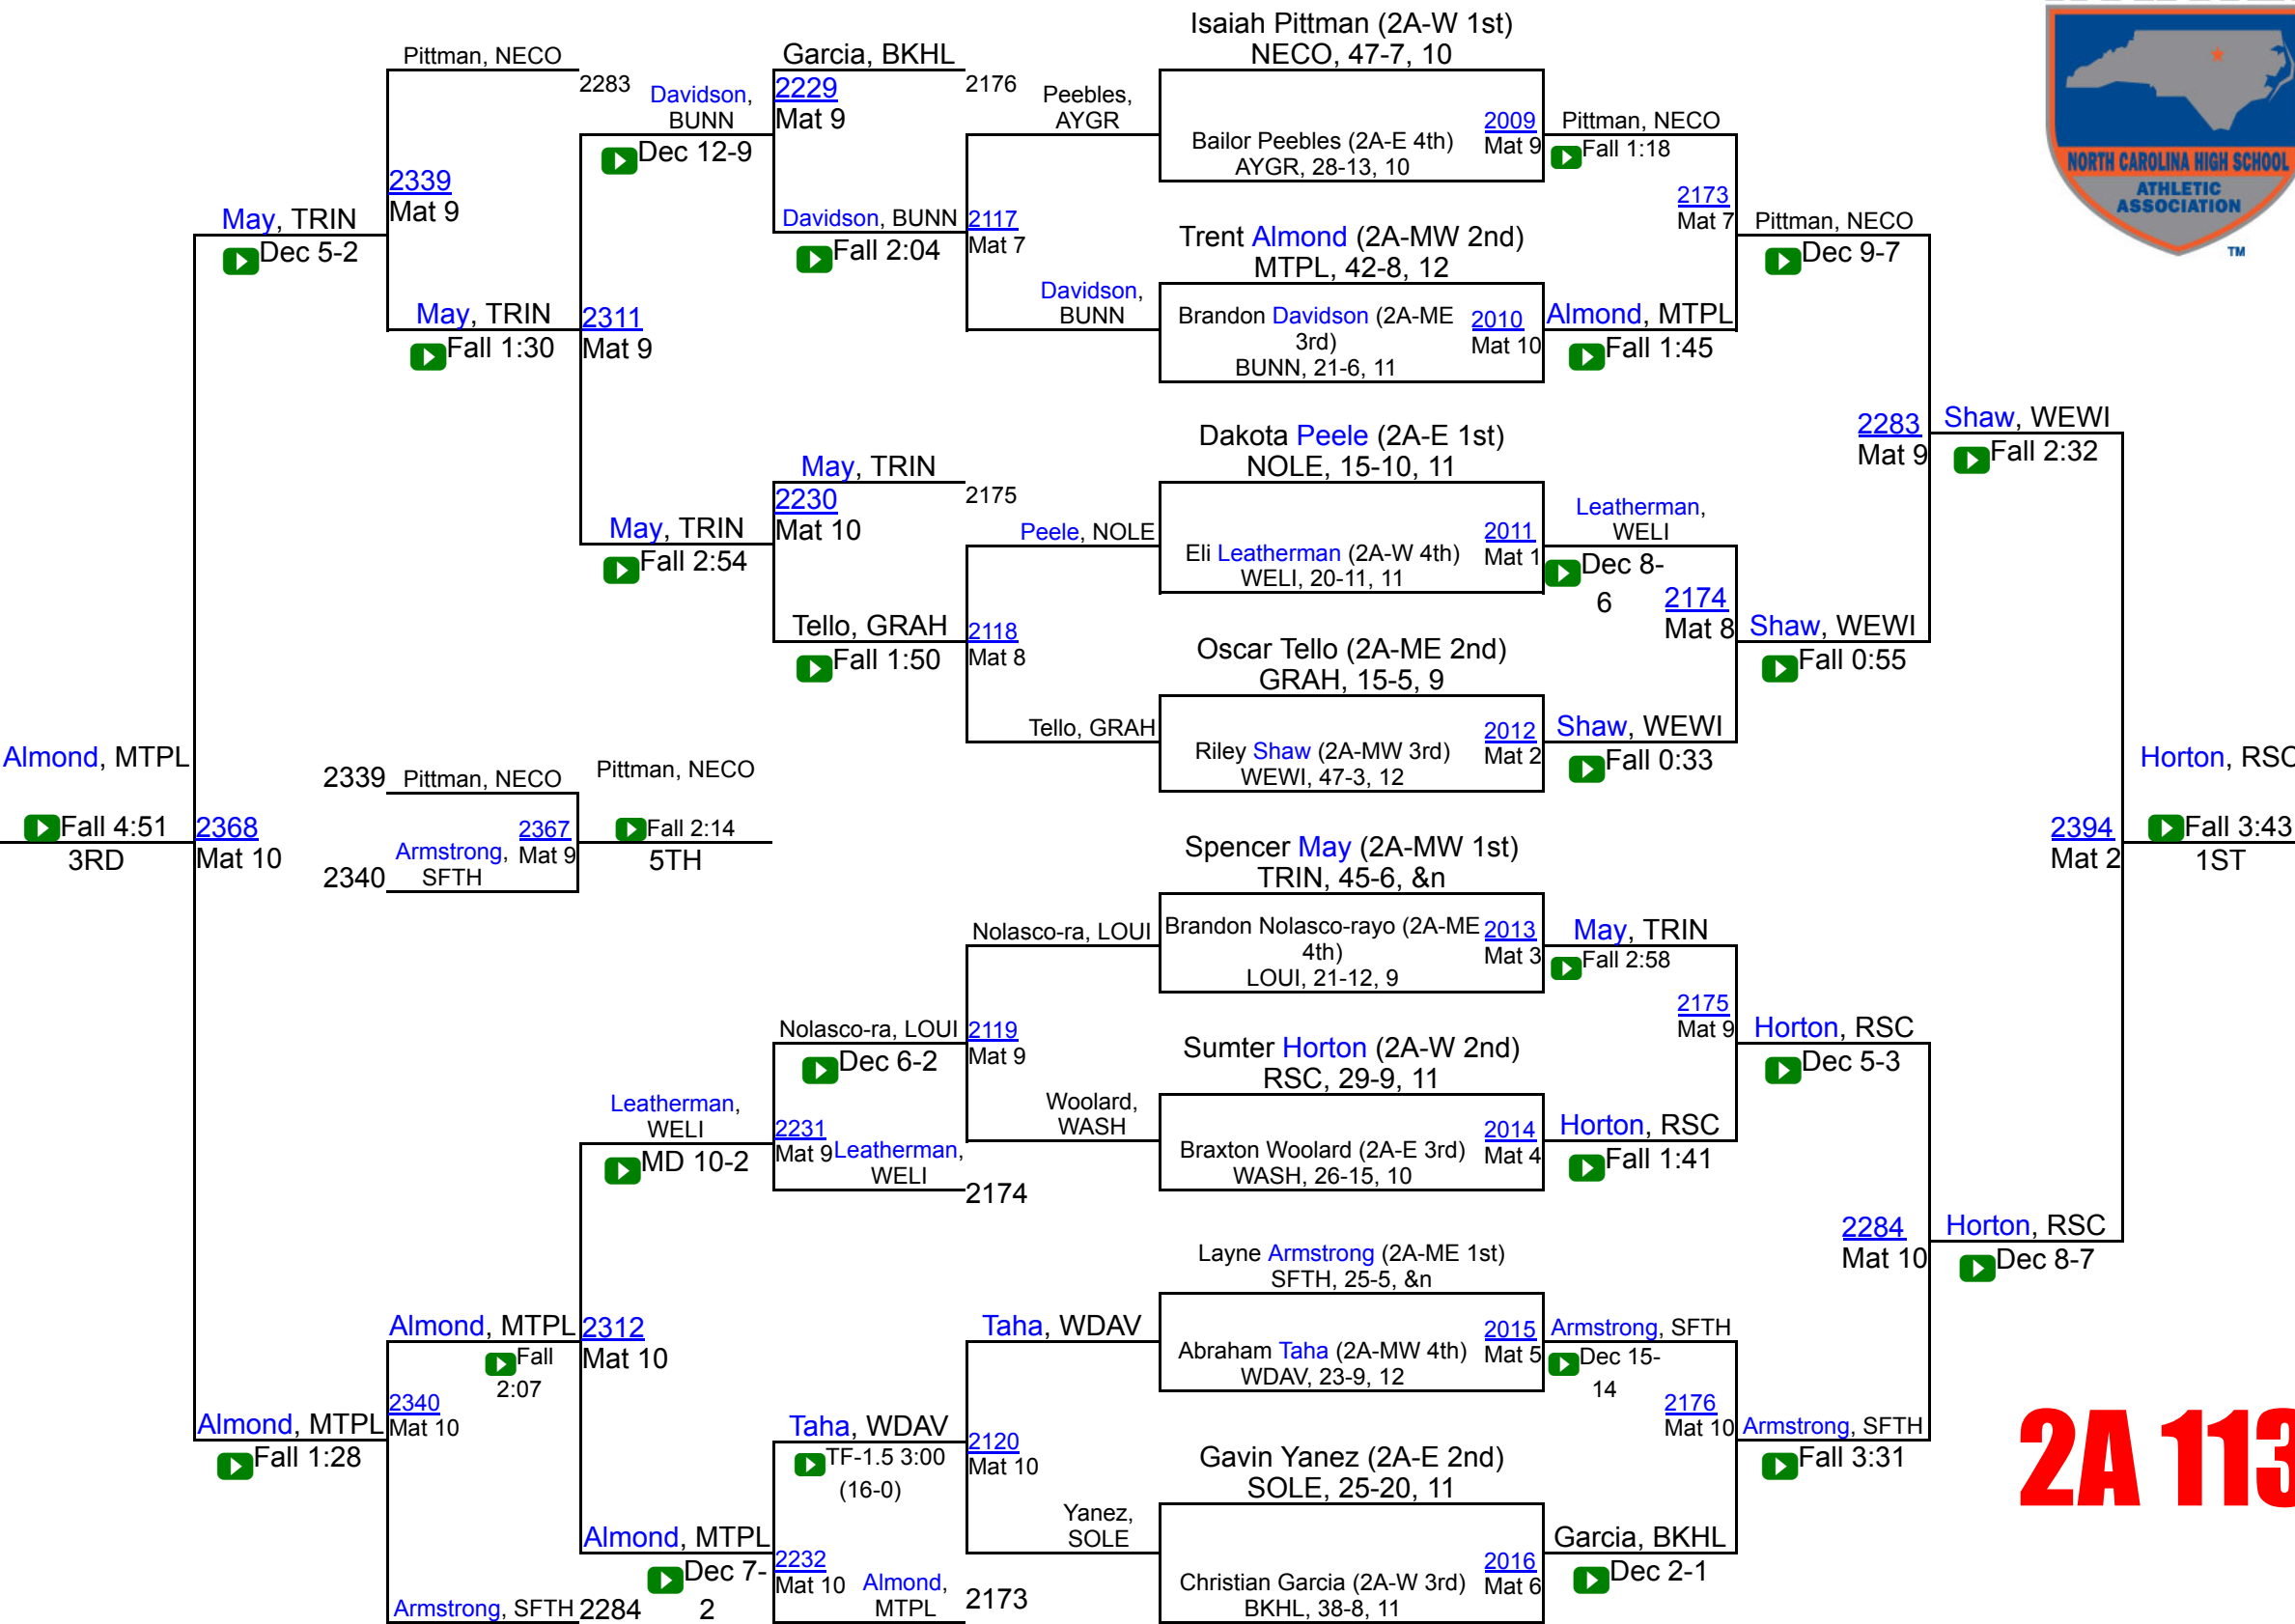 Isaiah Pittman (2A-W 1st)
NECO, 47-7, 10
Bailor Peebles (2A-E 4th)
AYGR, 28-13, 10
2009
Mat 9
Trent Almond (2A-MW 2nd)
MTPL, 42-8, 12
Brandon Davidson (2A-ME
3rd)
BUNN, 21-6, 11
2010
Mat 10
Dakota Peele (2A-E 1st)
NOLE, 15-10, 11
Eli Leatherman (2A-W 4th)
WELI, 20-11, 11
2011
Mat 1
Oscar Tello (2A-ME 2nd)
GRAH, 15-5, 9
Riley Shaw (2A-MW 3rd)
WEWI, 47-3, 12
2012
Mat 2
Spencer May (2A-MW 1st)
TRIN, 45-6, &n
Brandon Nolasco-rayo (2A-ME
4th)
LOUI, 21-12, 9
2013
Mat 3
Sumter Horton (2A-W 2nd)
RSC, 29-9, 11
Braxton Woolard (2A-E 3rd)
WASH, 26-15, 10
2014
Mat 4
Layne Armstrong (2A-ME 1st)
SFTH, 25-5, &n
Abraham Taha (2A-MW 4th)
WDAV, 23-9, 12
2015
Mat 5
Gavin Yanez (2A-E 2nd)
SOLE, 25-20, 11
Christian Garcia (2A-W 3rd)
BKHL, 38-8, 11
2016
Mat 6
Pittman, NECO
Fall 1:18
2173
Mat 7
Almond, MTPL
Fall 1:45
Leatherman,
WELI
Dec 8-
6
2174
Mat 8
Shaw, WEWI
Fall 0:33
May, TRIN
Fall 2:58
2175
Mat 9
Horton, RSC
Fall 1:41
Armstrong, SFTH
Dec 15-
14
2176
Mat 10
Garcia, BKHL
Dec 2-1
Pittman, NECO
Dec 9-7
2283
Mat 9
Shaw, WEWI
Fall 0:55
Horton, RSC
Dec 5-3
2284
Mat 10
Armstrong, SFTH
Fall 3:31
Shaw, WEWI
Fall 2:32
2394
Mat 2
Horton, RSC
Dec 8-7
Horton, RSC
Fall 3:43
1ST
Peebles,
AYGR
2117
Mat 7
Davidson,
BUNN
Peele, NOLE
2118
Mat 8
Tello, GRAH
Nolasco-ra, LOUI
2119
Mat 9
Woolard,
WASH
Taha, WDAV
2120
Mat 10
Yanez,
SOLE
Garcia, BKHL
2176
2229
Mat 9
Davidson, BUNN
Fall 2:04
May, TRIN
2175
2230
Mat 10
Tello, GRAH
Fall 1:50
Nolasco-ra, LOUI
Dec 6-2
2231
Mat 9
Leatherman,
WELI
2174
Taha, WDAV
TF-1.5 3:00
(16-0)
2232
Mat 10
Almond,
MTPL
2173
Davidson,
BUNN
Dec 12-9
2311
Mat 9
May, TRIN
Fall 2:54
Leatherman,
WELI
MD 10-2
2312
Mat 10
Almond, MTPL
Dec 7-
2
Pittman, NECO
2283
2339
Mat 9
May, TRIN
Fall 1:30
Almond, MTPL
Fall
2:07
2340
Mat 10
Armstrong, SFTH 2284
May, TRIN
Dec 5-2
2368
Mat 10
Almond, MTPL
Fall 1:28
Almond, MTPL
Fall 4:51
3RD
2339 Pittman, NECO
2340
Armstrong,
SFTH
2367
Mat 9
Pittman, NECO
Fall 2:14
5TH
NORTH CAROLINA HIGH SCHOOL
ATHLETIC
ASSOCIATION
TM
2A 113